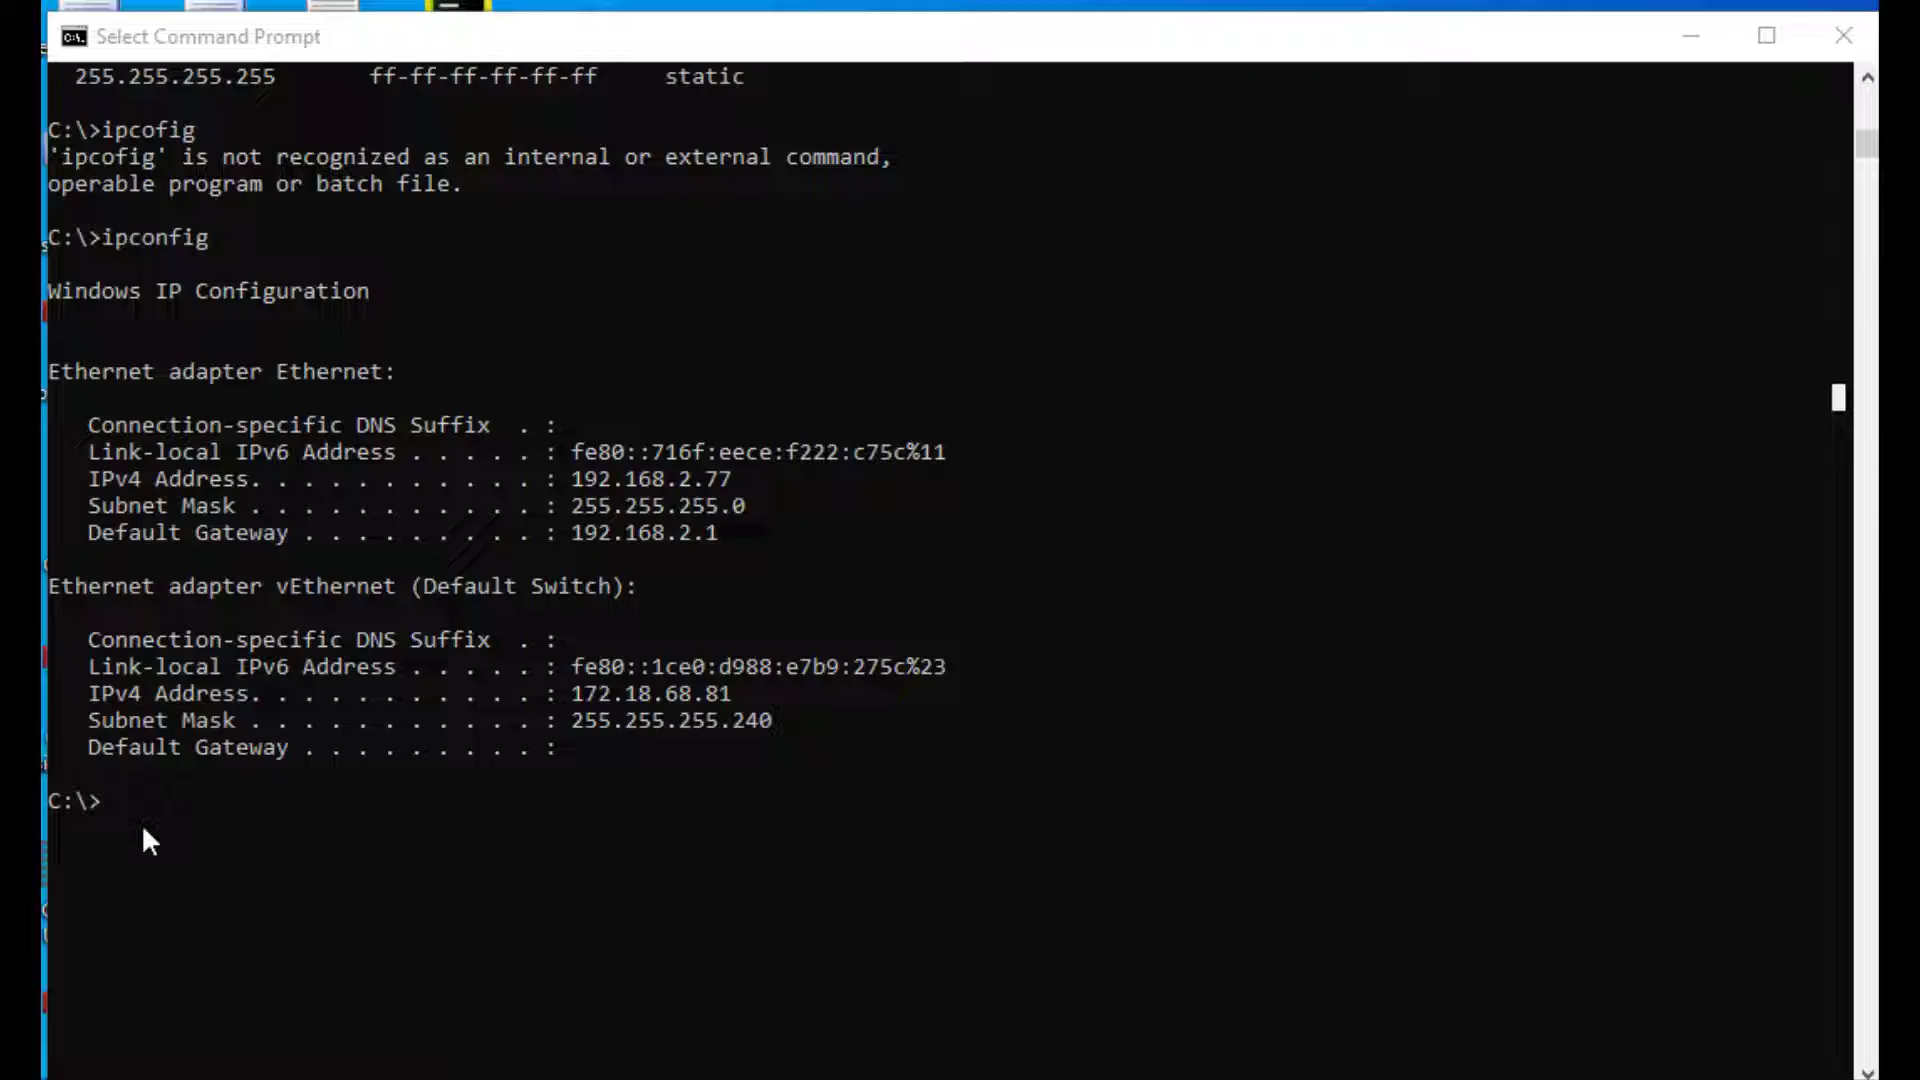 Select Command Prompt
255.255.255.255       ff-ff-ff-ff-ff-ff     static
C:\>ipcofig
'ipcofig' is not recognized as an internal or external command,
operable program or batch file.
C:\>ipconfig
Windows IP Configuration
Ethernet adapter Ethernet:
Connection-specific DNS Suffix  . :
Link-local IPv6 Address . . . . . : fe80::716f:eece:f222:c75c%11
IPv4 Address. . . . . . . . . . . : 192.168.2.77
Subnet Mask . . . . . . . . . . . : 255.255.255.0
Default Gateway . . . . . . . . . : 192.168.2.1
Ethernet adapter vEthernet (Default Switch):
Connection-specific DNS Suffix  . :
Link-local IPv6 Address . . . . . : fe80::1ce0:d988:e7b9:275c%23
IPv4 Address. . . . . . . . . . . : 172.18.68.81
Subnet Mask . . . . . . . . . . . : 255.255.255.240
Default Gateway . . . . . . . . . :
C:\>